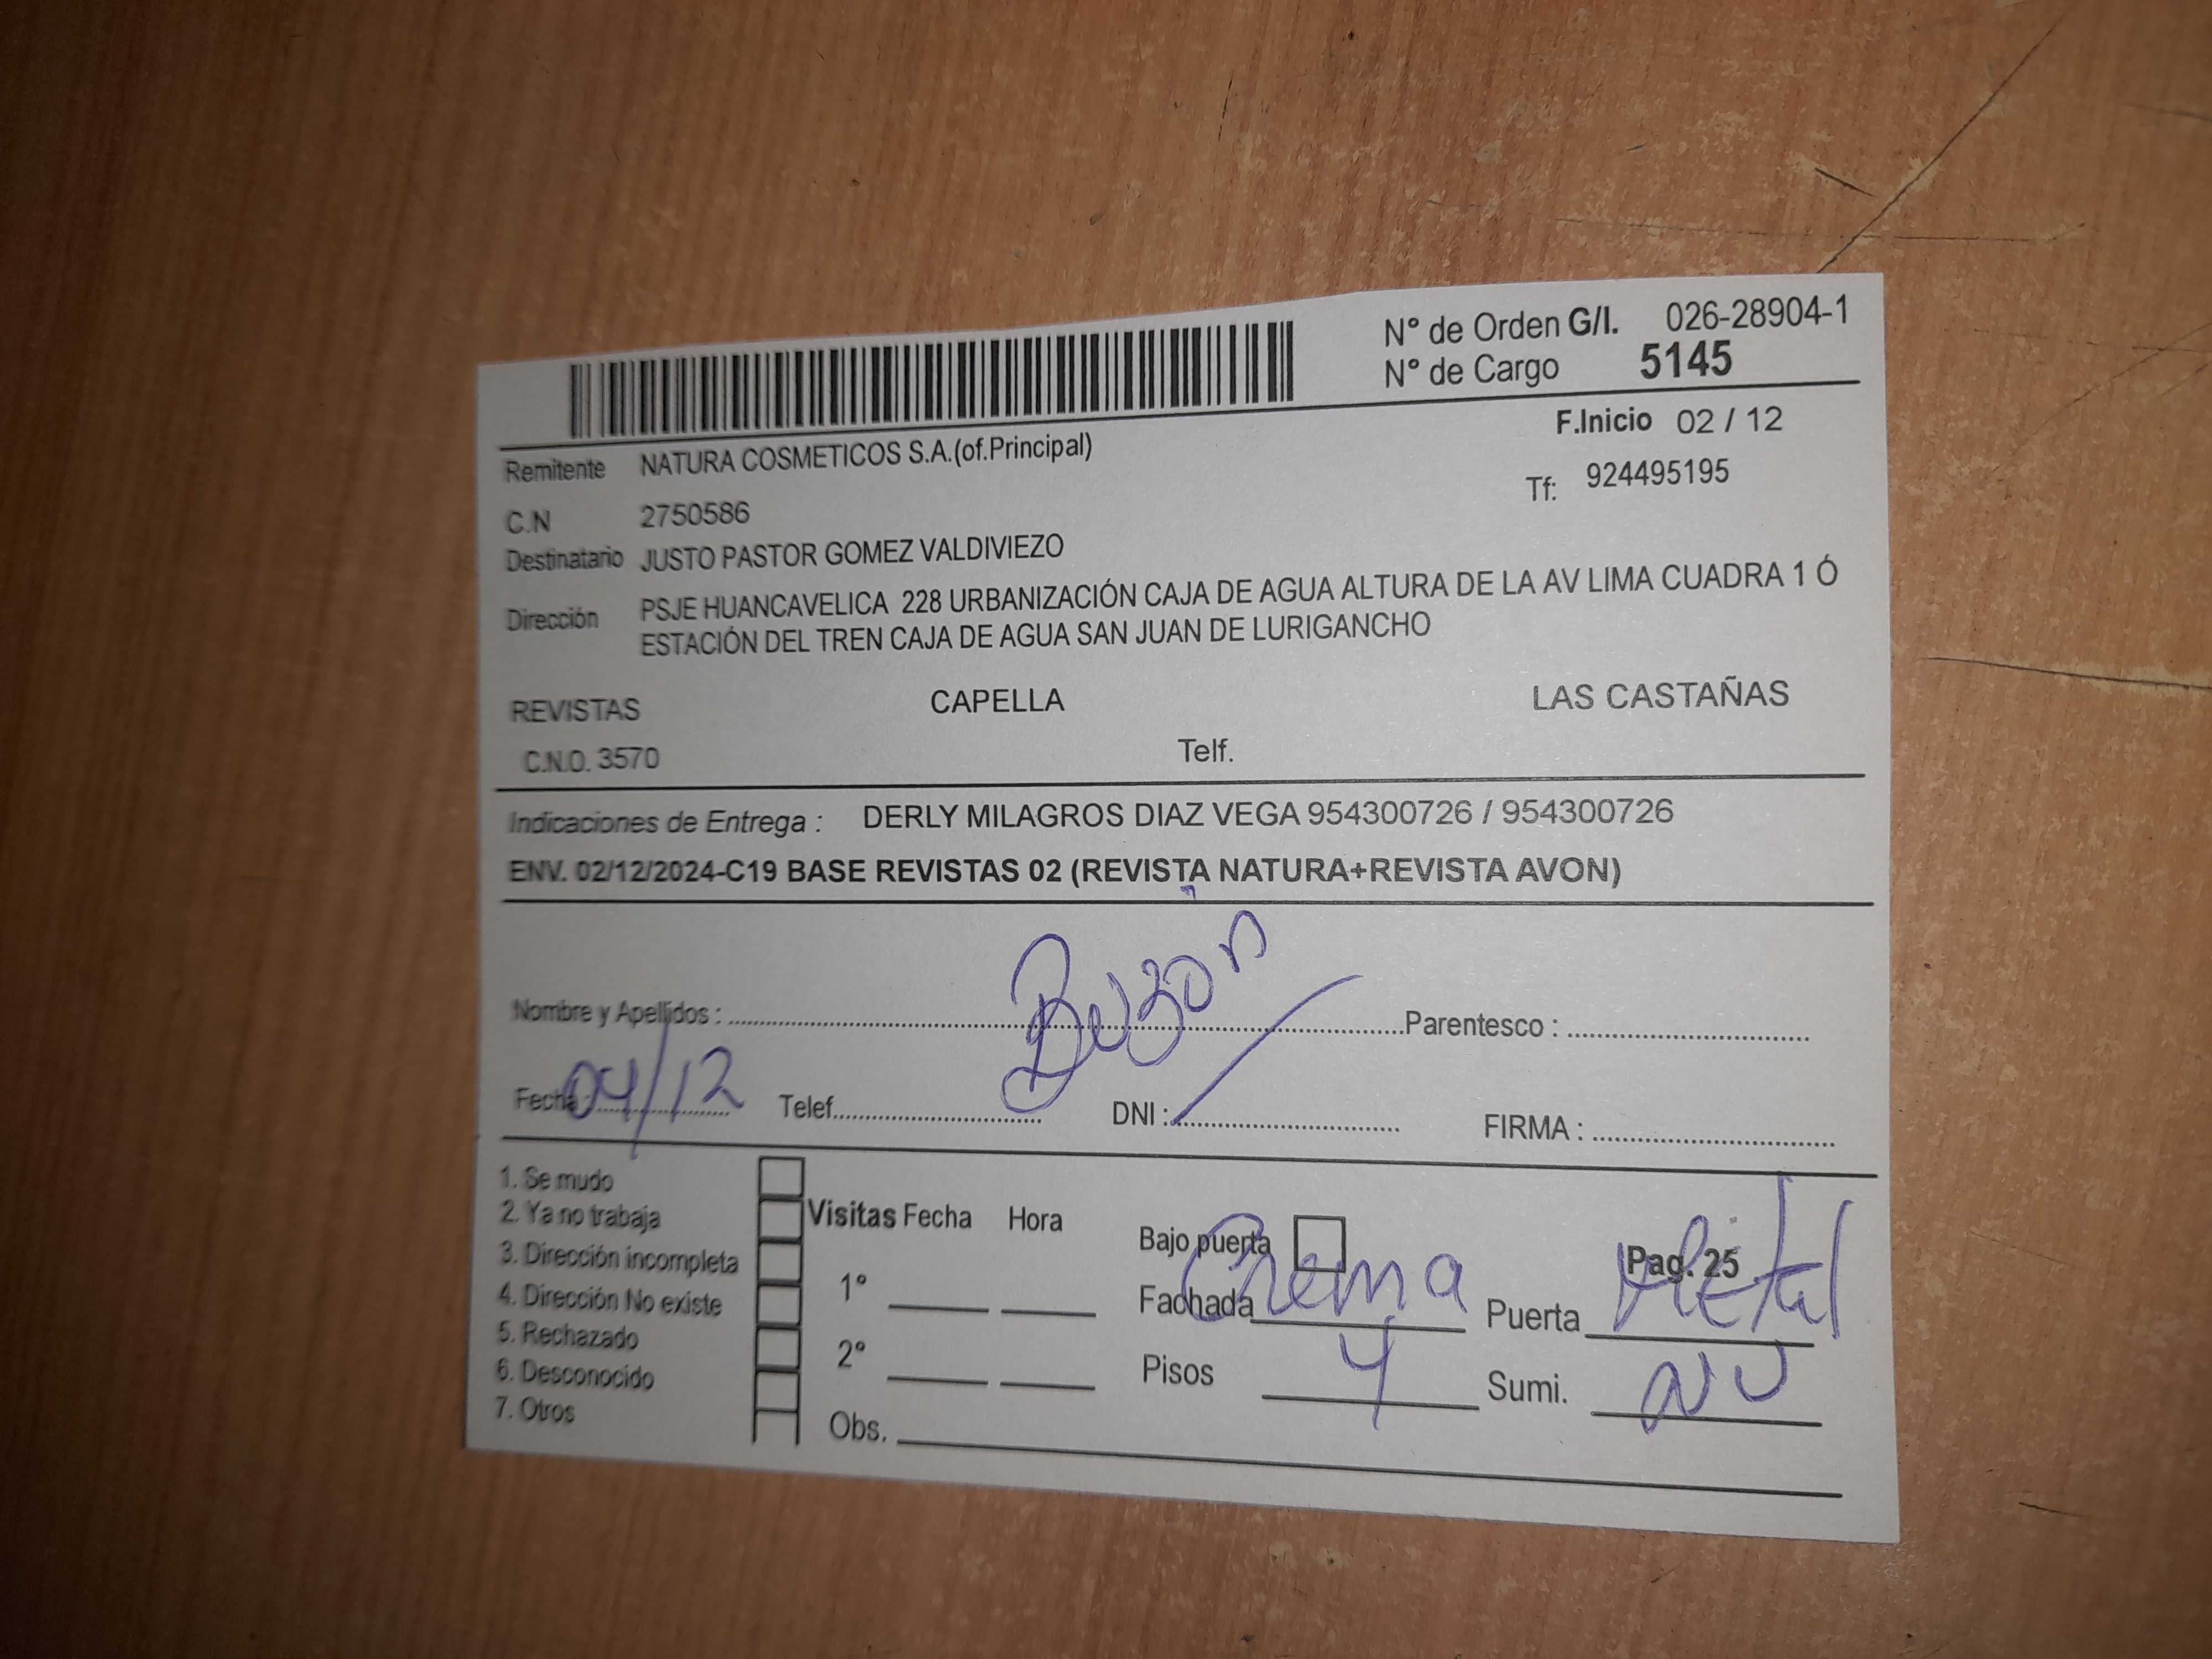 N° de Orden G/I. 026-28904-1
N° de Cargo 5145
F.Inicio 02 / 12
Remitente NATURA COSMETICOS S.A.(of.Principal)
Tf: 924495195
C.N 2750586
Destinatario JUSTO PASTOR GOMEZ VALDIVIEZO
Dirección PSJE HUANCAVELICA 228 URBANIZACIÓN CAJA DE AGUA ALTURA DE LA AV LIMA CUADRA 1 Ó
ESTACIÓN DEL TREN CAJA DE AGUA SAN JUAN DE LURIGANCHO
REVISTAS CAPELLA LAS CASTAÑAS
C.N.O. 3570 Telf.
Indicaciones de Entrega : DERLY MILAGROS DIAZ VEGA 954300726 / 954300726
ENV. 02/12/2024-C19 BASE REVISTAS 02 (REVISTA NATURA+REVISTA AVON)
Buzón
Nombre y Apellidos : Parentesco :
Fecha : 04/12 Telef. DNI : FIRMA :
1. Se mudo
2. Ya no trabaja
3. Dirección incompleta
4. Dirección No existe
5. Rechazado
6. Desconocido
7. Otros
Visitas Fecha Hora
1°
2°
Obs.
Bajo puerta Pag. 25
Fachada Crema Puerta Metal
Pisos 4 Sumi.